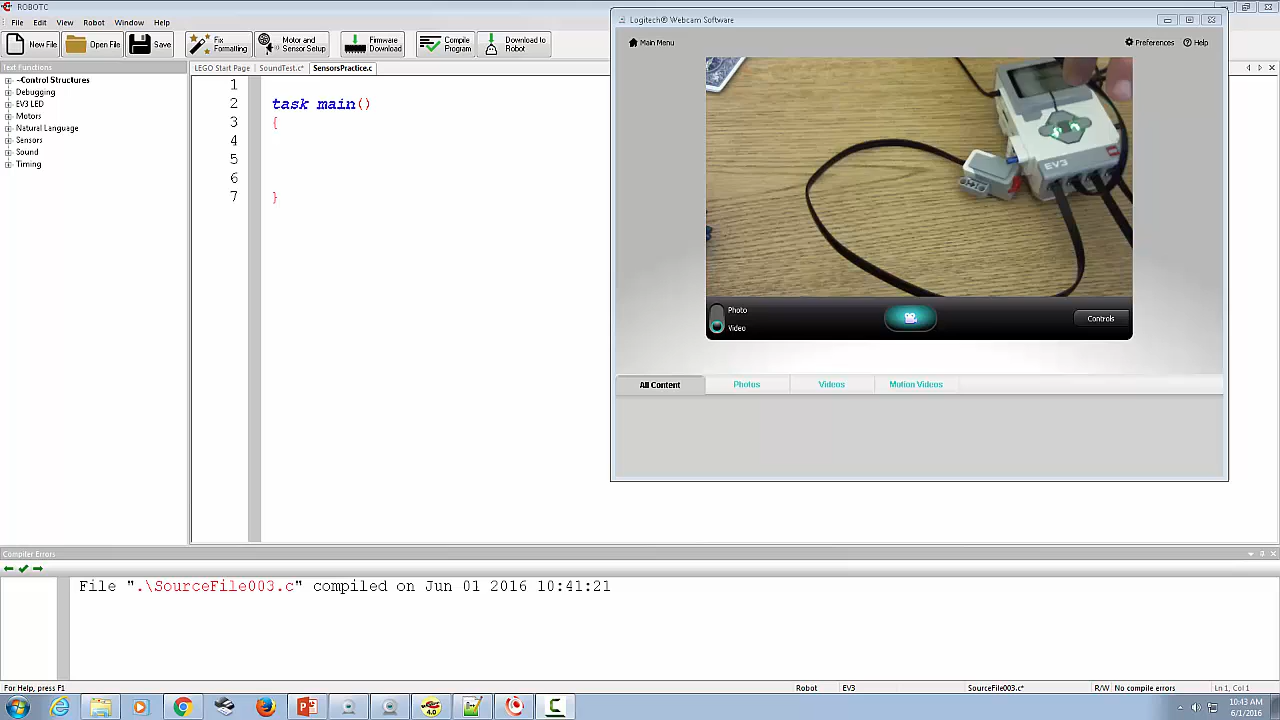 ROBOTC
File Edit View Robot Window Help
New File Open File Save Fix Formatting Motor and Sensor Setup Firmware Download Compile Program Download to Robot
Text Functions
LEGO Start Page SoundTest.c* SensorsPractice.c
-Control Structures
Debugging
EV3 LED
Motors
Natural Language
Sensors
Sound
Timing
1
2 task main()
3 {
4
5
6
7 }
Logitech® Webcam Software
Main Menu Preferences Help
EV3
Photo
Video
Controls
All Content Photos Videos Motion Videos
Compiler Errors
File ".\SourceFile003.c" compiled on Jun 01 2016 10:41:21
For Help, press F1 Robot EV3 SourceFile003.c* R/W No compile errors Ln 1, Col 1
4.0
10:43 AM
6/1/2016